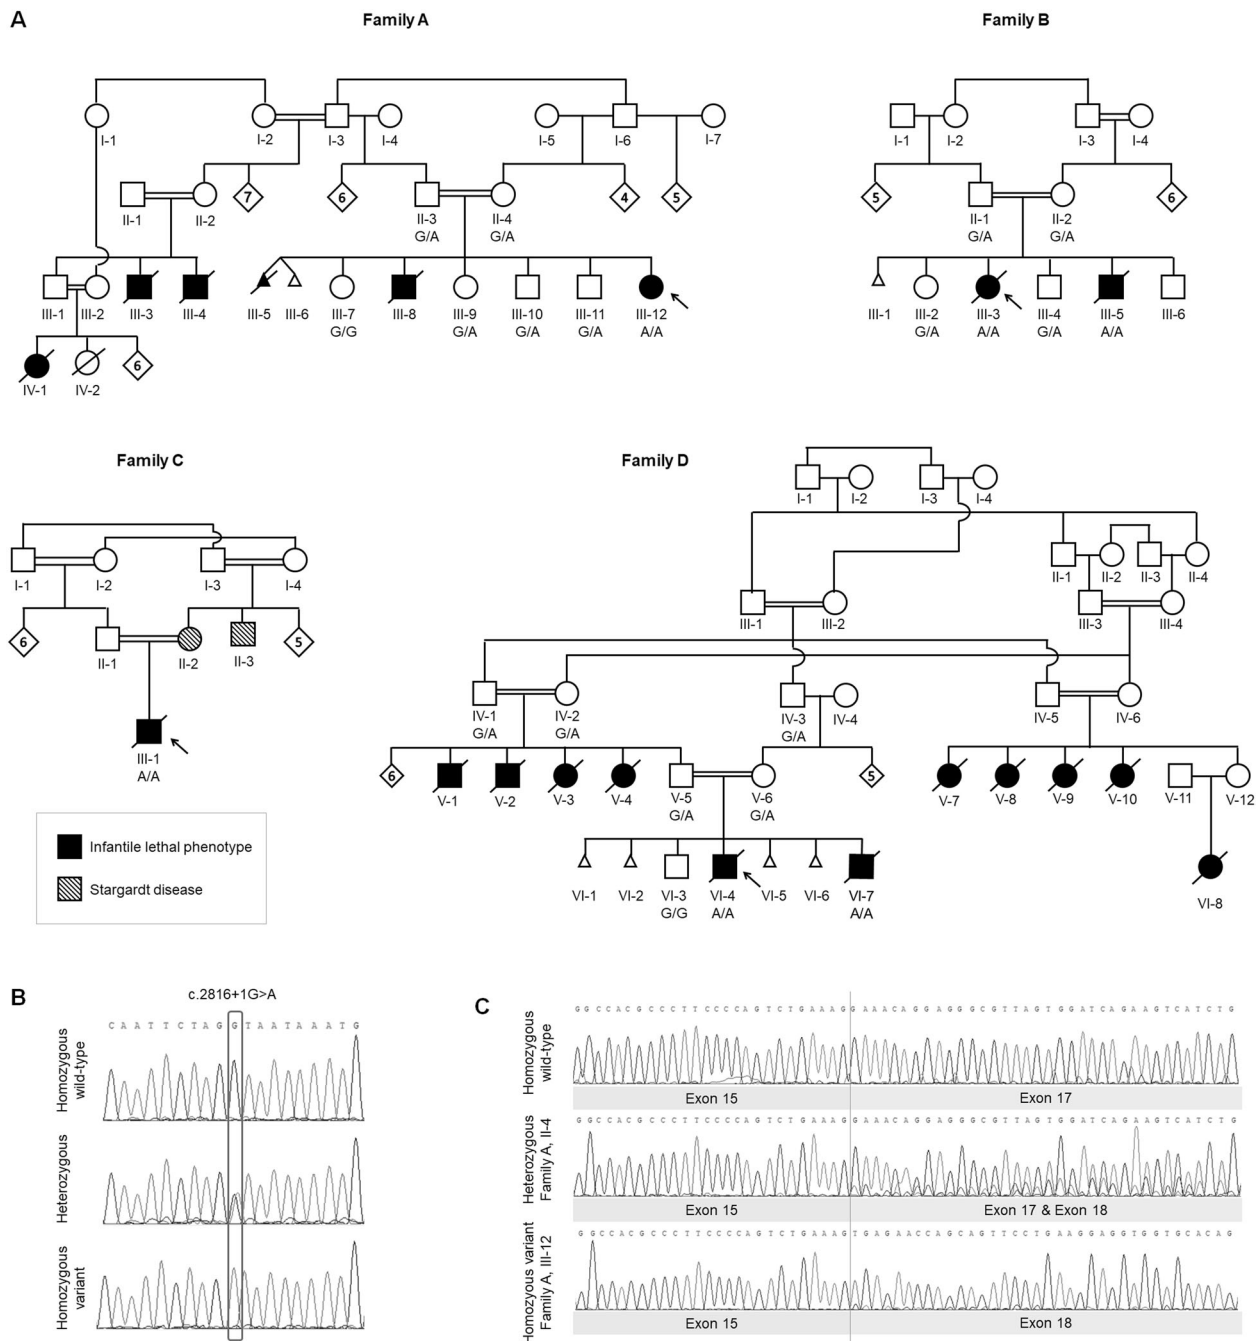 A
Family A
Family B
I-1
I-2
I-3
I-4
I-5
I-6
I-7
7
6
4
5
II-1
II-2
II-3
G/A
II-4
G/A
III-1
III-2
III-3
III-4
III-5
III-6
III-7
G/G
III-8
III-9
G/A
III-10
G/A
III-11
G/A
III-12
A/A
IV-1
IV-2
6
I-1
I-2
I-3
I-4
5
II-1
G/A
II-2
G/A
6
III-1
III-2
G/A
III-3
A/A
III-4
G/A
III-5
A/A
III-6
Family C
Family D
I-1
I-2
I-3
I-4
6
II-1
II-2
II-3
5
III-1
A/A
Infantile lethal phenotype
Stargardt disease
I-1
I-2
I-3
I-4
II-1
II-2
II-3
II-4
III-1
III-2
III-3
III-4
IV-1
G/A
IV-2
G/A
IV-3
G/A
IV-4
IV-5
IV-6
6
V-1
V-2
V-3
V-4
V-5
G/A
V-6
G/A
5
V-7
V-8
V-9
V-10
V-11
V-12
VI-1
VI-2
VI-3
G/G
VI-4
A/A
VI-5
VI-6
VI-7
A/A
VI-8
B
c.2816+1G>A
C A A T T C T A G G T A A T A A A T G
Homozygous
wild-type
Heterozygous
Homozygous
variant
C
G G C C A C G C C C T T C C C C A G T C T G A A A G G A A A C A G G A G G G C G T T A G T G G A T C A G A A G T C A T C T G
Homozygous
wild-type
Exon 15
Exon 17
G G C C A C G C C C T T C C C C A G T C T G A A A G G A A A C A G G A G G G C G T T A G T G G A T C A G A A G T C A T C T G
Heterozygous
Family A, II-4
Exon 15
Exon 17 & Exon 18
G G C C A C G C C C T T C C C C A G T C T G A A A G T G A G A A C C A G C A G T T C C T G A A G G A G G T G G T G C A C A G
Homozyous variant
Family A, III-12
Exon 15
Exon 18